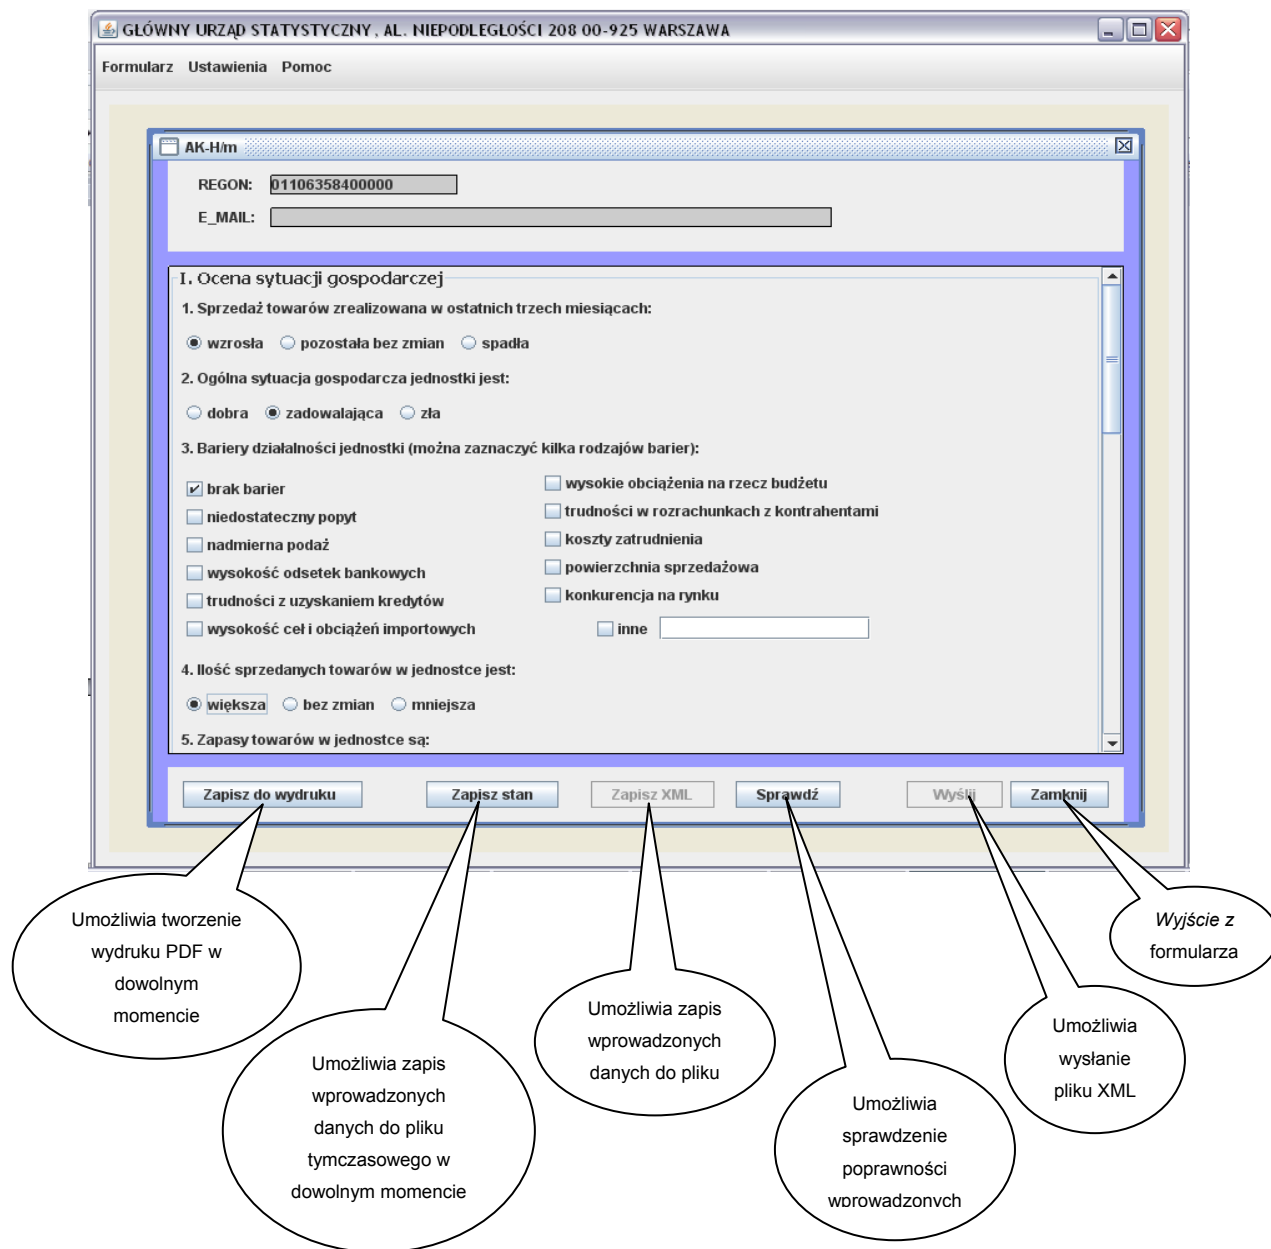 GLÓWNY URZĄD STATYSTYCZNY, AL. NIEPODLEGLOŚCI 208 00-925 WARSZAWA
Formularz Ustawienia Pomoc
AK-H/m
REGON: 01106358400000
E_MAIL:
I. Ocena sytuacji gospodarczej
1. Sprzedaż towarów zrealizowana w ostatnich trzech miesiącach:
wzrosła pozostała bez zmian spadła
2. Ogólna sytuacja gospodarcza jednostki jest:
dobra zadowalająca zła
3. Bariery działalności jednostki (można zaznaczyć kilka rodzajów barier):
brak barier
niedostateczny popyt
nadmierna podaż
wysokość odsetek bankowych
trudności z uzyskaniem kredytów
wysokość ceł i obciążeń importowych
wysokie obciążenia na rzecz budżetu
trudności w rozrachunkach z kontrahentami
koszty zatrudnienia
powierzchnia sprzedażowa
konkurencja na rynku
inne
4. Ilość sprzedanych towarów w jednostce jest:
większa bez zmian mniejsza
5. Zapasy towarów w jednostce są:
Zapisz do wydruku Zapisz stan Zapisz XML Sprawdź Wyślij Zamknij
Umożliwia tworzenie
wydruku PDF w
dowolnym
momencie
Umożliwia zapis
wprowadzonych
danych do pliku
tymczasowego w
dowolnym momencie
Umożliwia zapis
wprowadzonych
danych do pliku
Umożliwia
sprawdzenie
poprawności
wprowadzonych
Umożliwia
wysłanie
pliku XML
Wyjście z
formularza